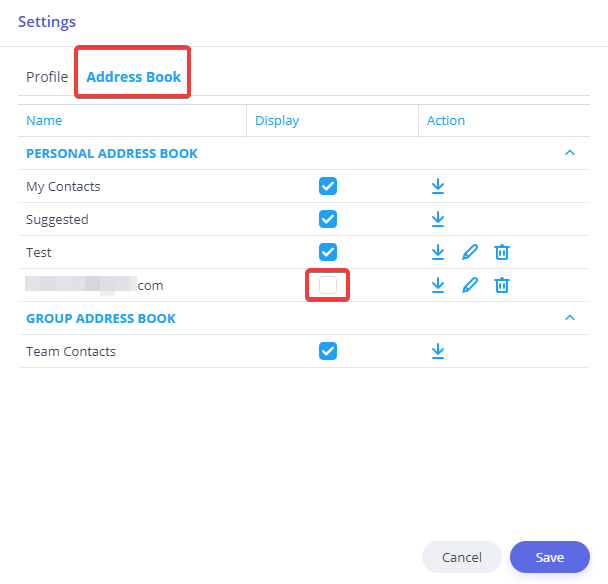 Settings
Profile Address Book
Name Display Action
PERSONAL ADDRESS BOOK
My Contacts
Suggested
Test
com
GROUP ADDRESS BOOK
Team Contacts
Cancel Save